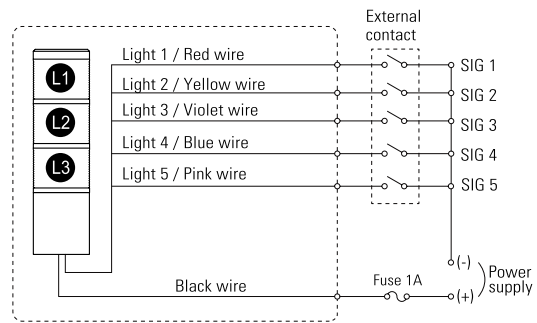 External
contact
Light 1 / Red wire
SIG 1
L1
Light 2 / Yellow wire
SIG 2
Light 3 / Violet wire
SIG 3
L2
Light 4 / Blue wire
SIG 4
L3
Light 5 / Pink wire
SIG 5
(-)
Power
supply
Black wire
Fuse 1A
(+)